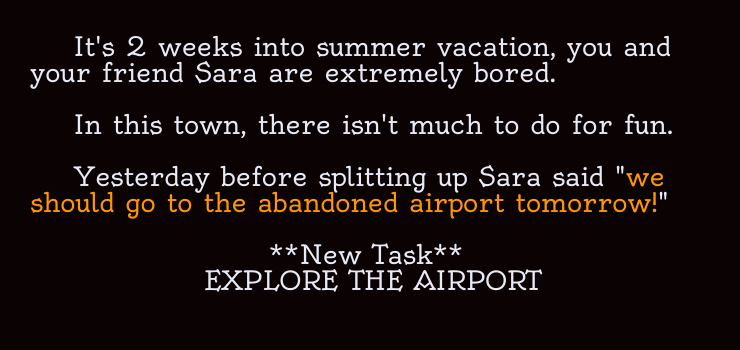 It's 2 weeks into summer vacation, you and
your friend Sara are extremely bored.
In this town, there isn't much to do for fun.
Yesterday before splitting up Sara said "we
should go to the abandoned airport tomorrow!"
**New Task**
EXPLORE THE AIRPORT